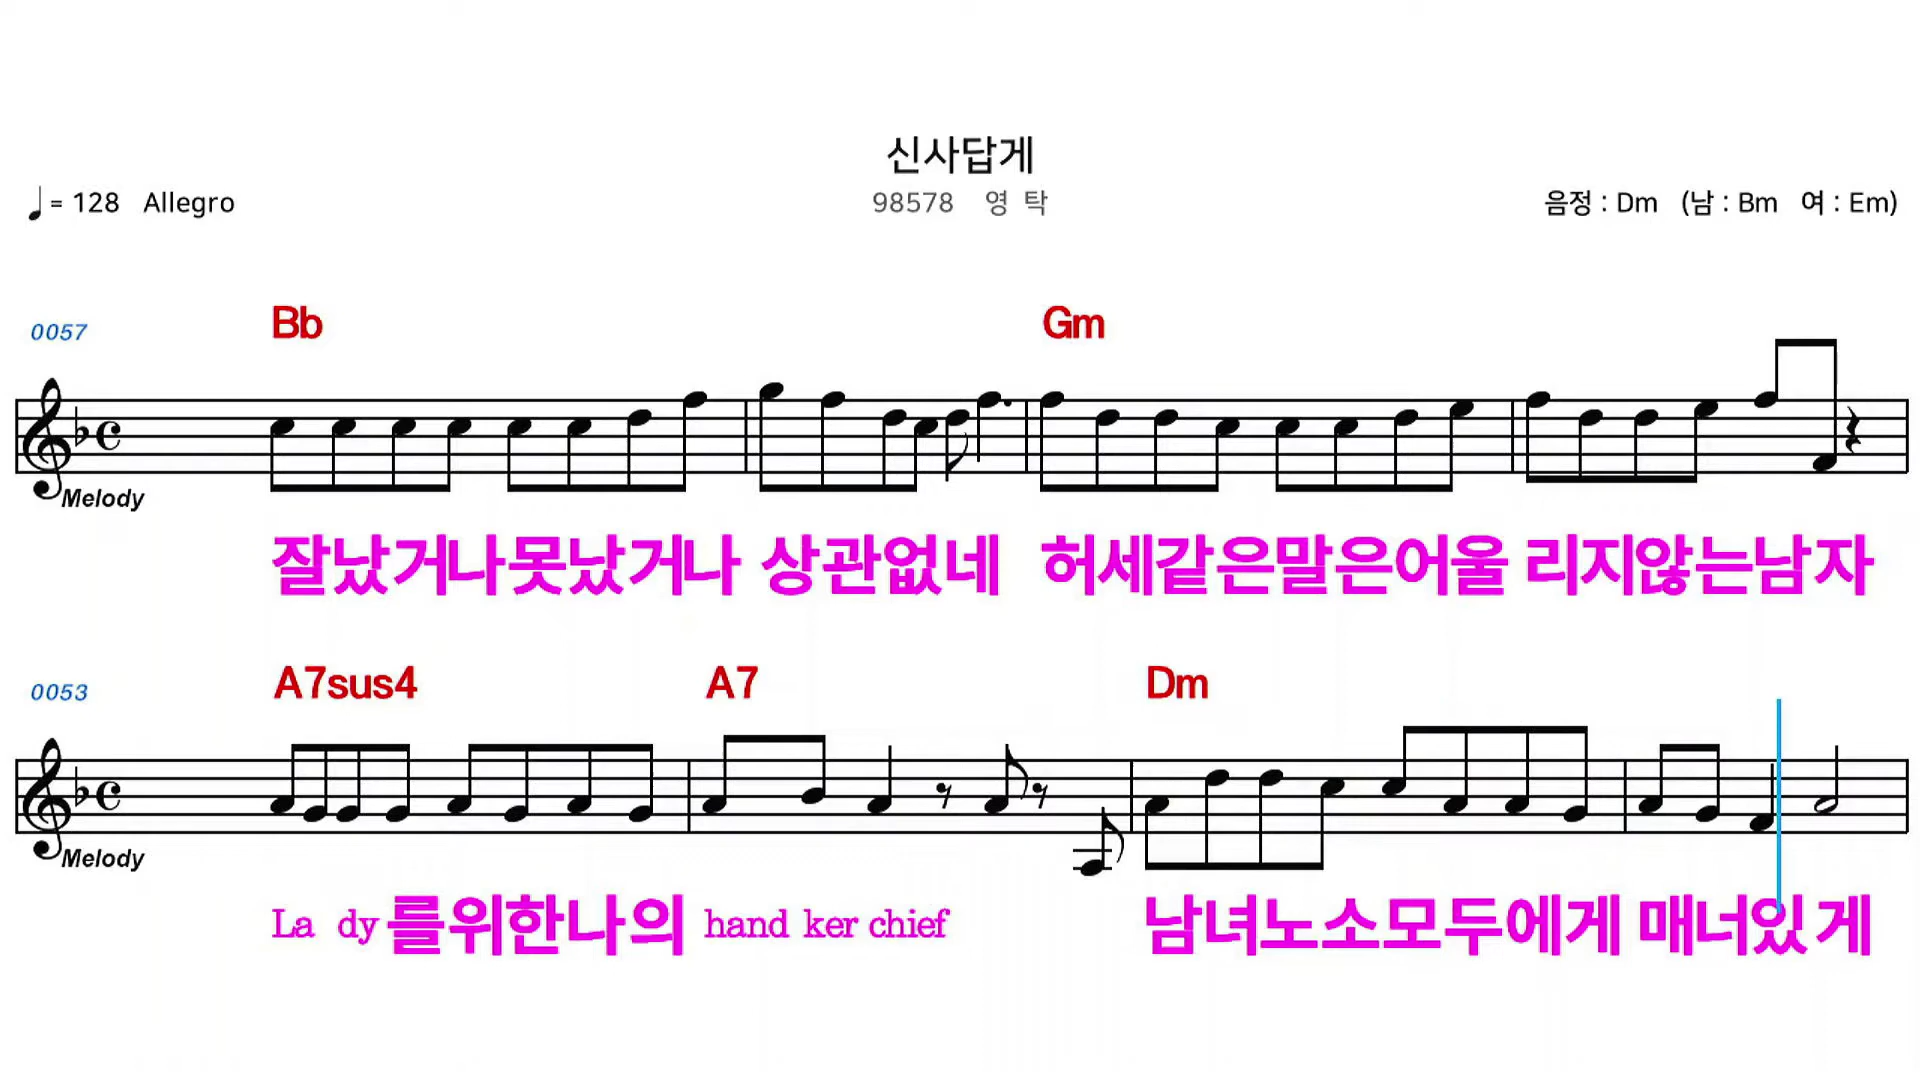 신사답게
♩= 128 Allegro 98578 영 탁 음정 : Dm (남 : Bm 여 : Em)
0057 Bb Gm
Melody
잘났거나못났거나 상관없네 허세같은말은어울 리지않는남자
0053 A7sus4 A7 Dm
Melody
La dy를위한나의 hand ker chief 남녀노소모두에게 매너있게